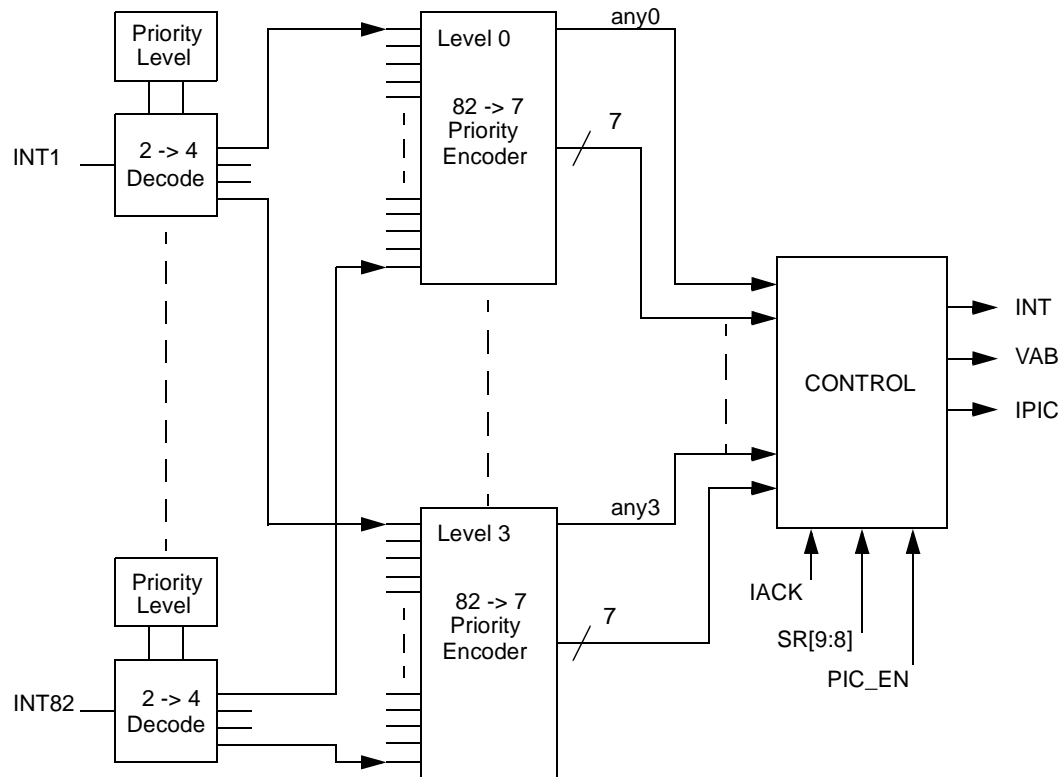 Priority
Level
INT1
2 -> 4
Decode
Level 0
82 -> 7
Priority
Encoder
any0
7
CONTROL
INT
VAB
IPIC
IACK
SR[9:8]
PIC_EN
Priority
Level
INT82
2 -> 4
Decode
Level 3
82 -> 7
Priority
Encoder
any3
7